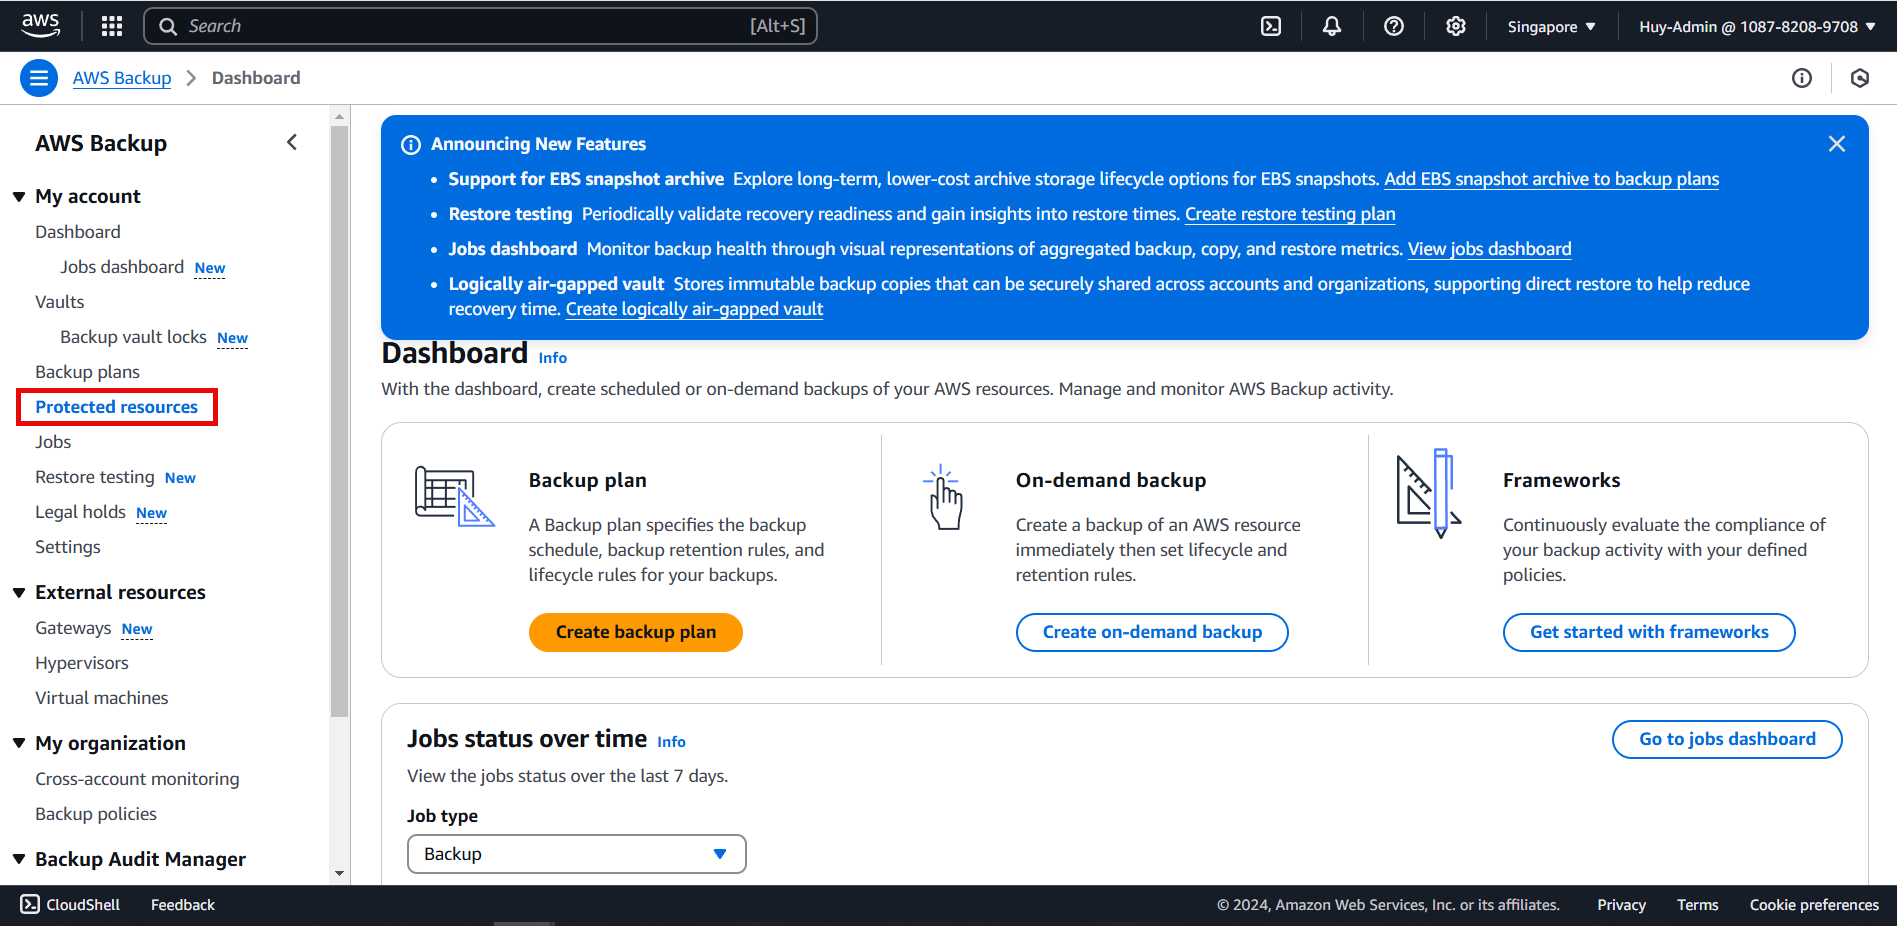 aws
Search [Alt+S]
Singapore
Huy-Admin @ 1087-8208-9708
AWS Backup
Dashboard
AWS Backup
My account
Dashboard
Jobs dashboard New
Vaults
Backup vault locks New
Backup plans
Protected resources
Jobs
Restore testing New
Legal holds New
Settings
External resources
Gateways New
Hypervisors
Virtual machines
My organization
Cross-account monitoring
Backup policies
Backup Audit Manager
Announcing New Features
• Support for EBS snapshot archive Explore long-term, lower-cost archive storage lifecycle options for EBS snapshots. Add EBS snapshot archive to backup plans
• Restore testing Periodically validate recovery readiness and gain insights into restore times. Create restore testing plan
• Jobs dashboard Monitor backup health through visual representations of aggregated backup, copy, and restore metrics. View jobs dashboard
• Logically air-gapped vault Stores immutable backup copies that can be securely shared across accounts and organizations, supporting direct restore to help reduce
recovery time. Create logically air-gapped vault
Dashboard Info
With the dashboard, create scheduled or on-demand backups of your AWS resources. Manage and monitor AWS Backup activity.
Backup plan
A Backup plan specifies the backup
schedule, backup retention rules, and
lifecycle rules for your backups.
Create backup plan
On-demand backup
Create a backup of an AWS resource
immediately then set lifecycle and
retention rules.
Create on-demand backup
Frameworks
Continuously evaluate the compliance of
your backup activity with your defined
policies.
Get started with frameworks
Jobs status over time Info
Go to jobs dashboard
View the jobs status over the last 7 days.
Job type
Backup
CloudShell
Feedback
© 2024, Amazon Web Services, Inc. or its affiliates.
Privacy
Terms
Cookie preferences